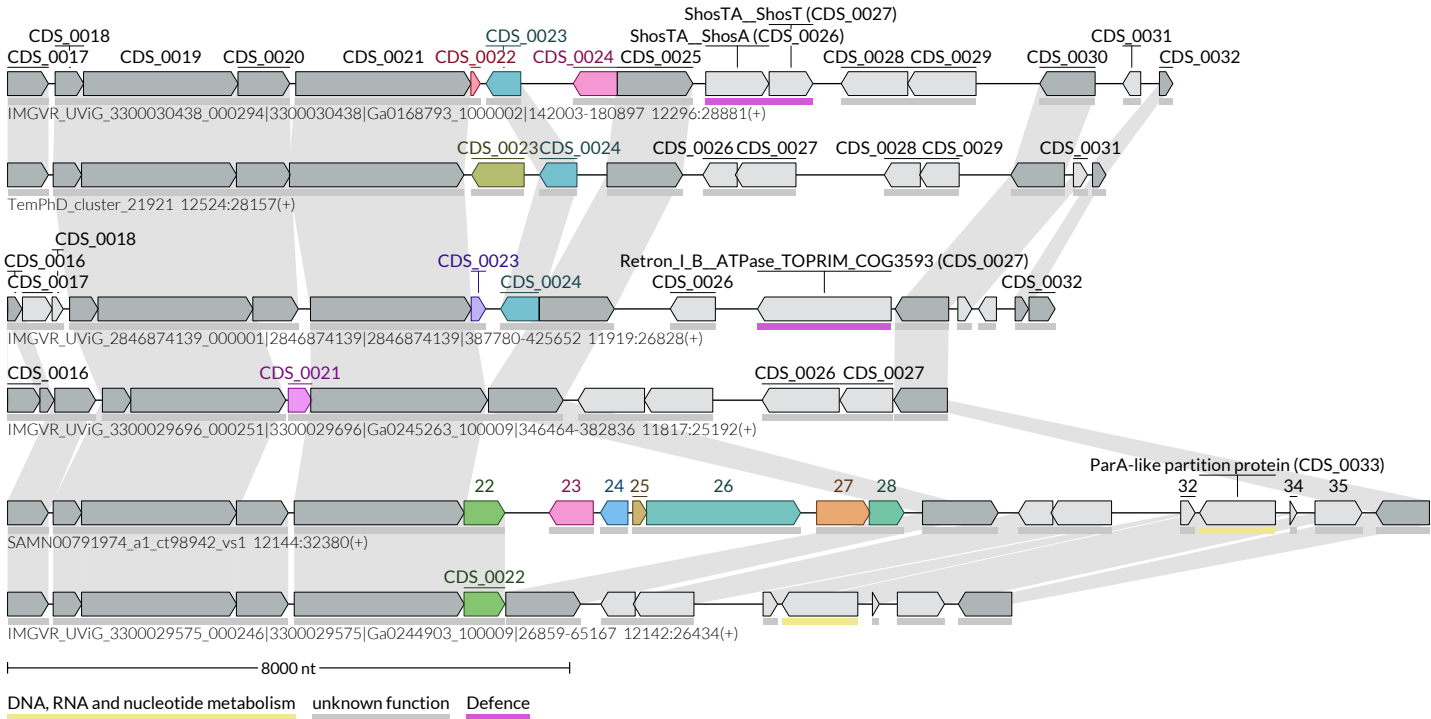 ShosTA__ShosT (CDS_0027)
CDS_0018 CDS_0023 ShosTA__ShosA (CDS_0026) CDS_0031
CDS_0017 CDS_0019 CDS_0020 CDS_0021 CDS_0022 CDS_0024 CDS_0025 CDS_0028 CDS_0029 CDS_0030 CDS_0032
IMGVR_UViG_3300030438_000294|3300030438|Ga0168793_1000002|142003-180897 12296:28881(+)
CDS_0023 CDS_0024 CDS_0026 CDS_0027 CDS_0028 CDS_0029 CDS_0031
TemPhD_cluster_21921 12524:28157(+)
CDS_0018
CDS_0016 CDS_0023 Retron_I_B__ATPase_TOPRIM_COG3593 (CDS_0027)
CDS_0017 CDS_0024 CDS_0026 CDS_0032
IMGVR_UViG_2846874139_000001|2846874139|2846874139|387780-425652 11919:26828(+)
CDS_0016 CDS_0021 CDS_0026 CDS_0027
IMGVR_UViG_3300029696_000251|3300029696|Ga0245263_100009|346464-382836 11817:25192(+)
ParA-like partition protein (CDS_0033)
22 23 24 25 26 27 28 32 34 35
SAMN00791974_a1_ct98942_vs1 12144:32380(+)
CDS_0022
IMGVR_UViG_3300029575_000246|3300029575|Ga0244903_100009|26859-65167 12142:26434(+)
8000 nt
DNA, RNA and nucleotide metabolism unknown function Defence